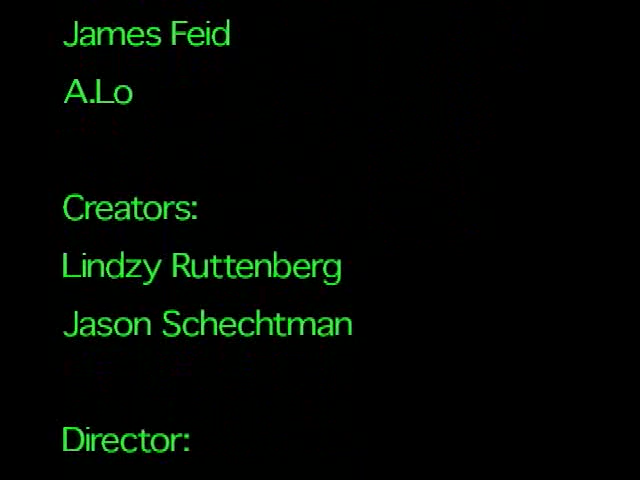 James Feid
A.Lo
Creators:
Lindzy Ruttenberg
Jason Schechtman
Director: